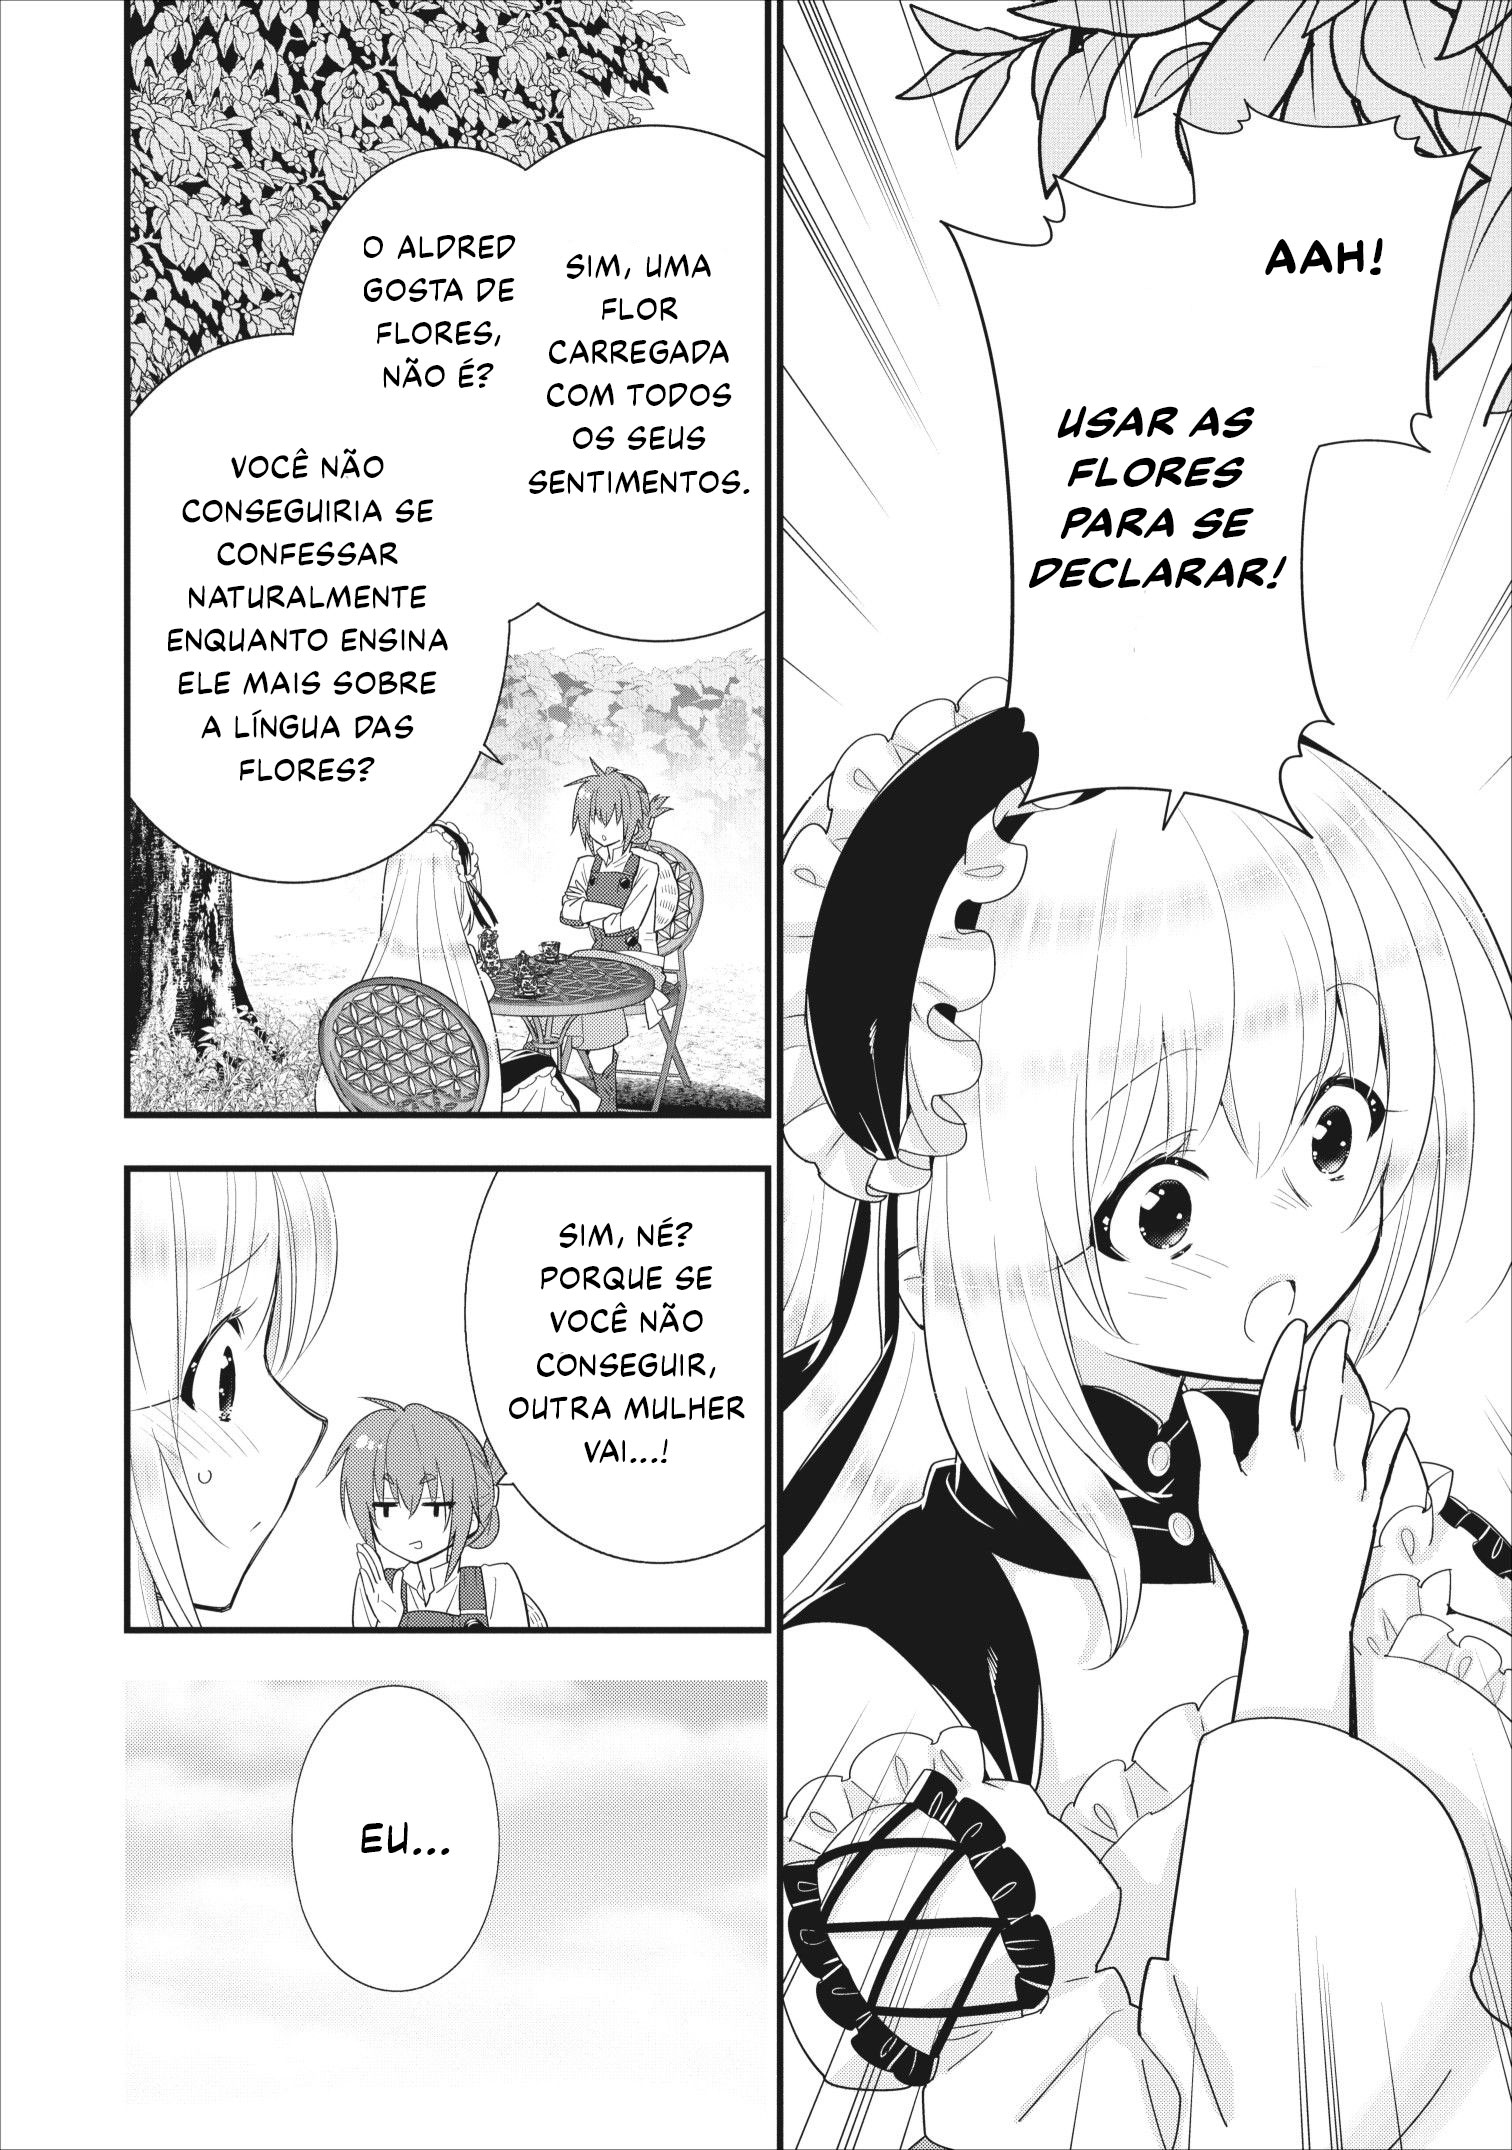 AAH!
USAR AS
FLORES
PARA SE
DECLARAR!
SIM, UMA
FLOR
CARREGADA
COM TODOS
OS SEUS
SENTIMENTOS.
O ALDRED
GOSTA DE
FLORES,
NÃO É?
VOCÊ NÃO
CONSEGUIRIA SE
CONFESSAR
NATURALMENTE
ENQUANTO ENSINA
ELE MAIS SOBRE
A LÍNGUA DAS
FLORES?
SIM, NÉ?
PORQUE SE
VOCÊ NÃO
CONSEGUIR,
OUTRA MULHER
VAI...!
EU...